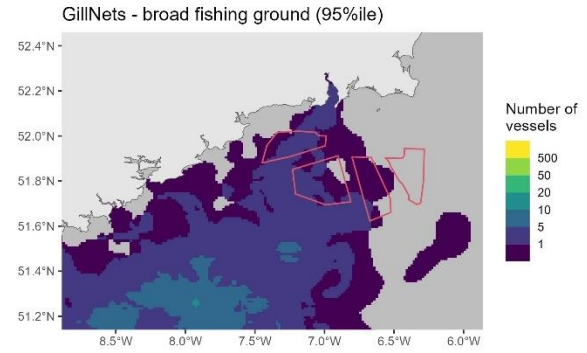 GillNets - broad fishing ground (95%ile)
52.4°N
52.2°N
52.0°N
51.8°N
51.6°N
51.4°N
51.2°N
8.5°W 8.0°W 7.5°W 7.0°W 6.5°W 6.0°W
Number of
vessels
500
50
20
10
5
1